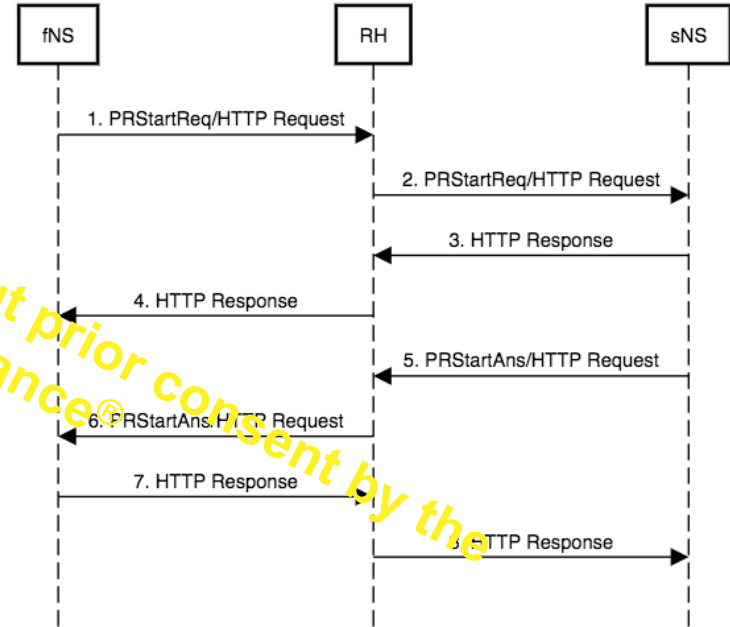 fNS
RH
sNS
1. PRStartReq/HTTP Request
2. PRStartReq/HTTP Request
3. HTTP Response
4. HTTP Response
5. PRStartAns/HTTP Request
6. PRStartAns/HTTP Request
7. HTTP Response
8. HTTP Response
prior consent by the
®